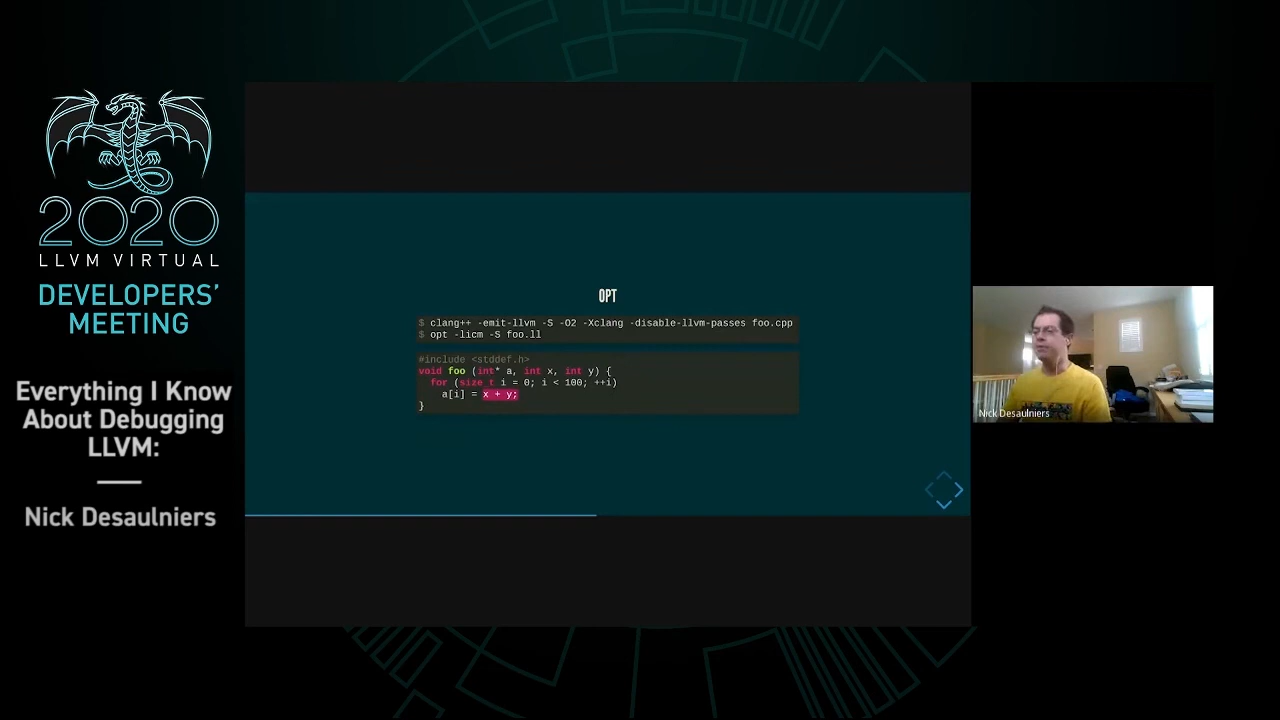 2020
LLVM VIRTUAL
DEVELOPERS'
MEETING
Everything I Know
About Debugging
LLVM:
Nick Desaulniers
OPT
$ clang++ -emit-llvm -S -O2 -Xclang -disable-llvm-passes foo.cpp
$ opt -licm -S foo.ll
#include <stddef.h>
void foo (int* a, int x, int y) {
for (size_t i = 0; i < 100; ++i)
a[i] = x + y;
}
Nick Desaulniers